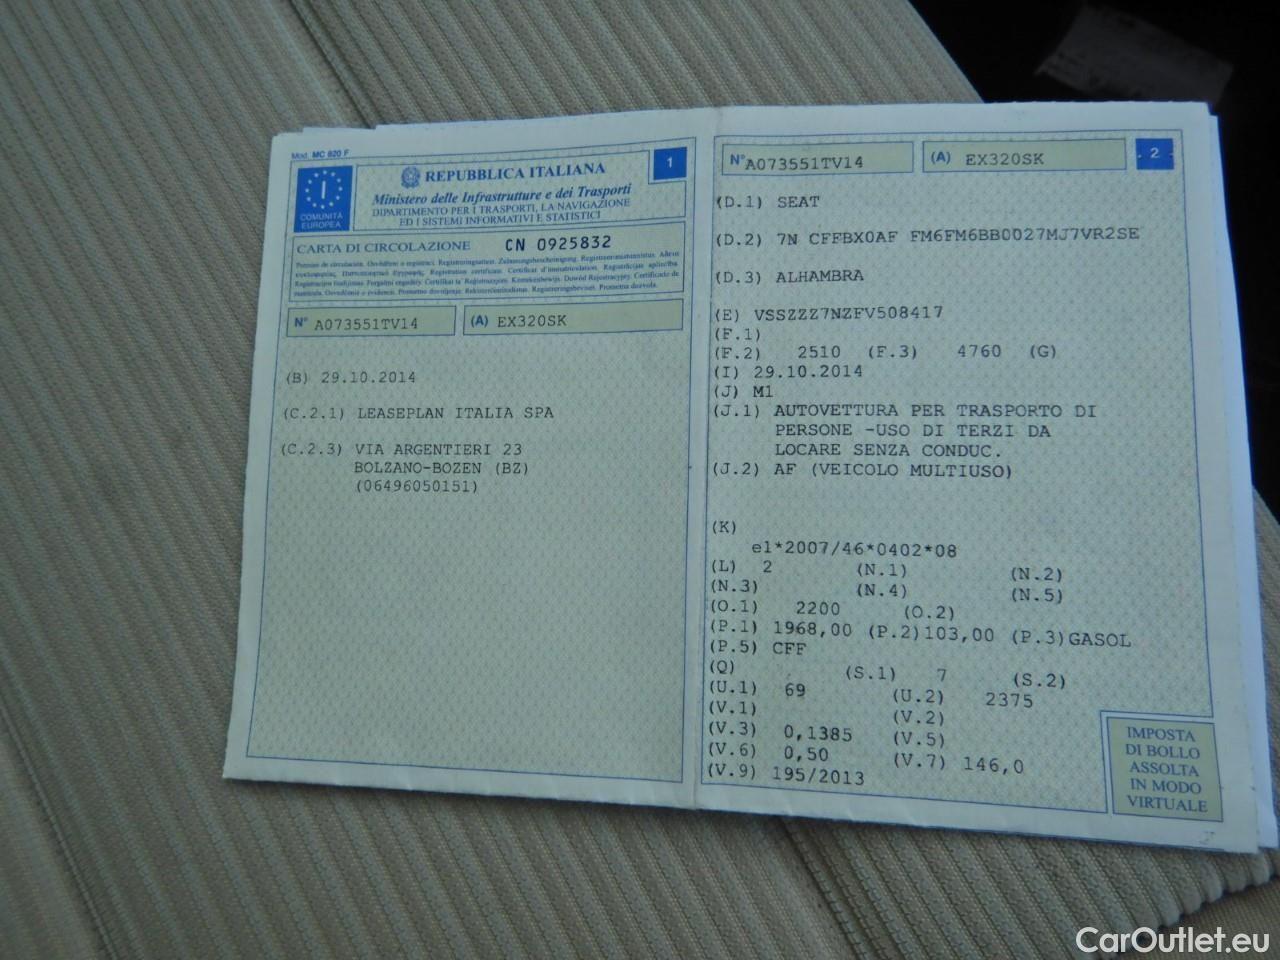 Mod. MC 820 F
REPUBBLICA ITALIANA
1
Ministero delle Infrastrutture e dei Trasporti
DIPARTIMENTO PER I TRASPORTI, LA NAVIGAZIONE
ED I SISTEMI INFORMATIVI E STATISTICI
I
COMUNITÀ
EUROPEA
CARTA DI CIRCOLAZIONE CN 0925832
N° A073551TV14 (A) EX320SK
(B) 29.10.2014
(C.2.1) LEASEPLAN ITALIA SPA
(C.2.3) VIA ARGENTIERI 23
BOLZANO-BOZEN (BZ)
(06496050151)
N° A073551TV14 (A) EX320SK 2
(D.1) SEAT
(D.2) 7N CFFBX0AF FM6FM6BB0027MJ7VR2SE
(D.3) ALHAMBRA
(E) VSSZZZ7NZFV508417
(F.1)
(F.2) 2510 (F.3) 4760 (G)
(I) 29.10.2014
(J) M1
(J.1) AUTOVETTURA PER TRASPORTO DI
PERSONE -USO DI TERZI DA
LOCARE SENZA CONDUC.
(J.2) AF (VEICOLO MULTIUSO)
(K)
e1*2007/46*0402*08
(L) 2 (N.1) (N.2)
(N.3) (N.4) (N.5)
(O.1) 2200 (O.2)
(P.1) 1968,00 (P.2)103,00 (P.3)GASOL
(P.5) CFF
(Q) (S.1) 7 (S.2)
(U.1) 69 (U.2) 2375
(V.1) (V.2)
(V.3) 0,1385 (V.5)
(V.6) 0,50 (V.7) 146,0
(V.9) 195/2013
IMPOSTA
DI BOLLO
ASSOLTA
IN MODO
VIRTUALE
CarOutlet.eu